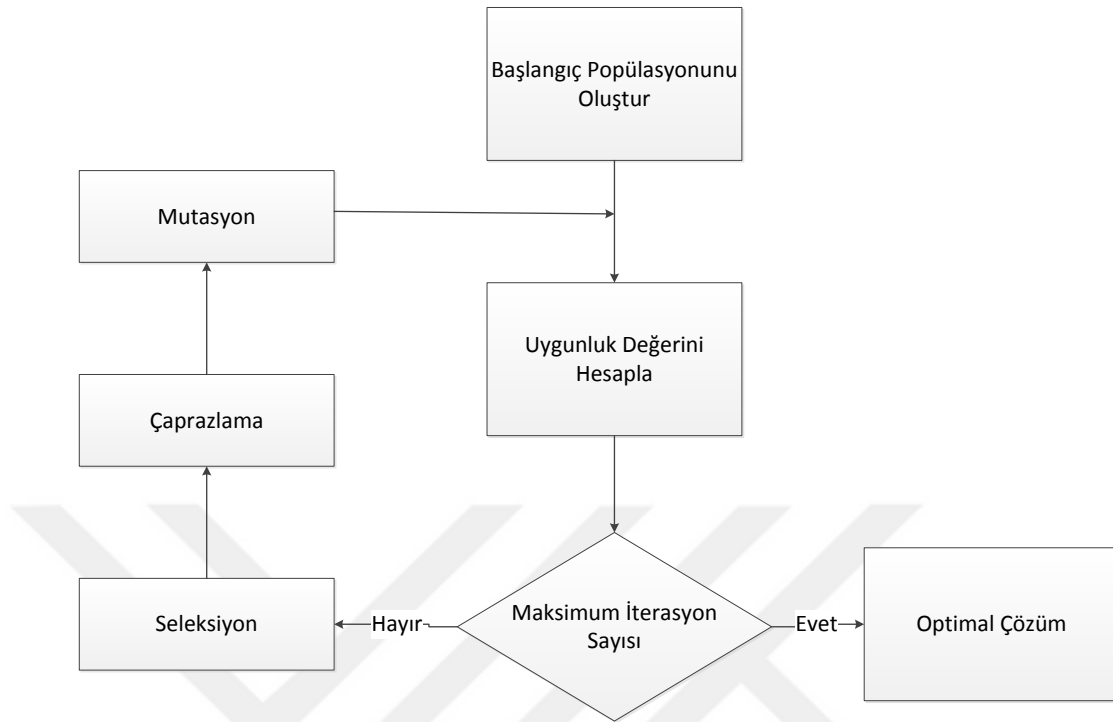 Başlangıç Popülasyonunu
Oluştur
Mutasyon
Uygunluk Değerini
Hesapla
Çaprazlama
Seleksiyon
Hayır
Maksimum İterasyon
Sayısı
Evet
Optimal Çözüm